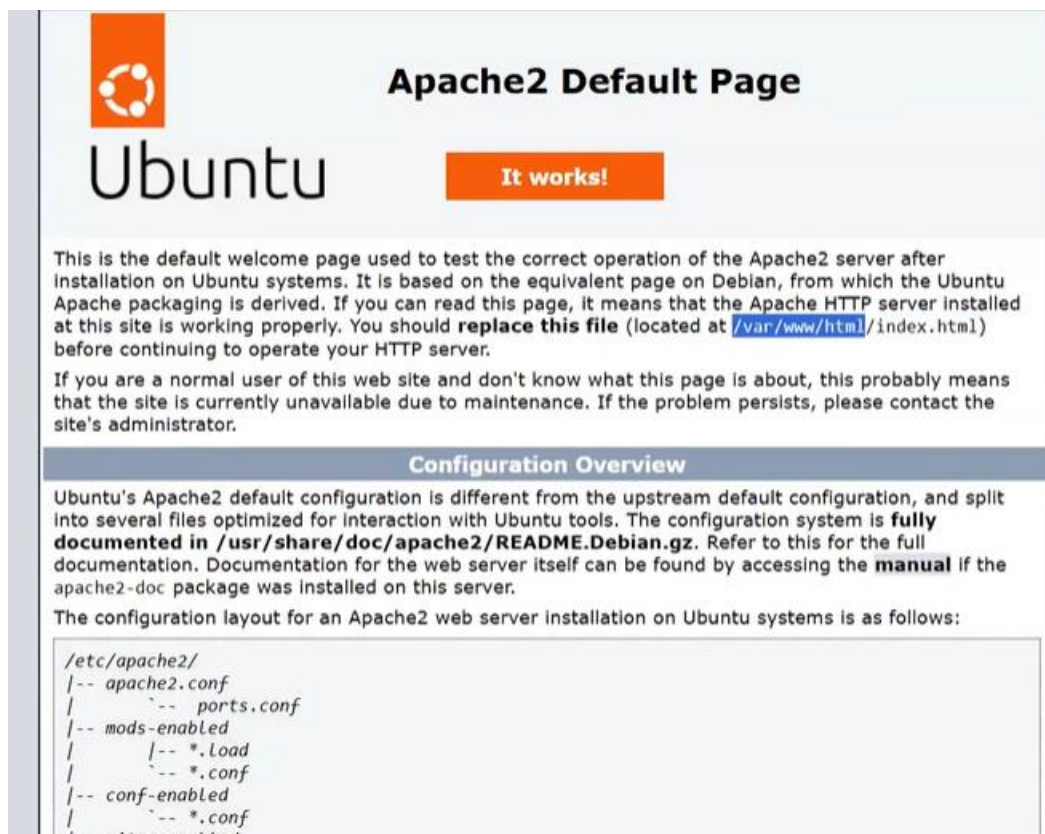 Apache2 Default Page
Ubuntu
It works!
This is the default welcome page used to test the correct operation of the Apache2 server after
installation on Ubuntu systems. It is based on the equivalent page on Debian, from which the Ubuntu
Apache packaging is derived. If you can read this page, it means that the Apache HTTP server installed
at this site is working properly. You should replace this file (located at /var/www/html/index.html)
before continuing to operate your HTTP server.
If you are a normal user of this web site and don't know what this page is about, this probably means
that the site is currently unavailable due to maintenance. If the problem persists, please contact the
site's administrator.
Configuration Overview
Ubuntu's Apache2 default configuration is different from the upstream default configuration, and split
into several files optimized for interaction with Ubuntu tools. The configuration system is fully
documented in /usr/share/doc/apache2/README.Debian.gz. Refer to this for the full
documentation. Documentation for the web server itself can be found by accessing the manual if the
apache2-doc package was installed on this server.
The configuration layout for an Apache2 web server installation on Ubuntu systems is as follows:
/etc/apache2/
|-- apache2.conf
|       `--  ports.conf
|-- mods-enabled
|       |-- *.load
|       `-- *.conf
|-- conf-enabled
|       `-- *.conf